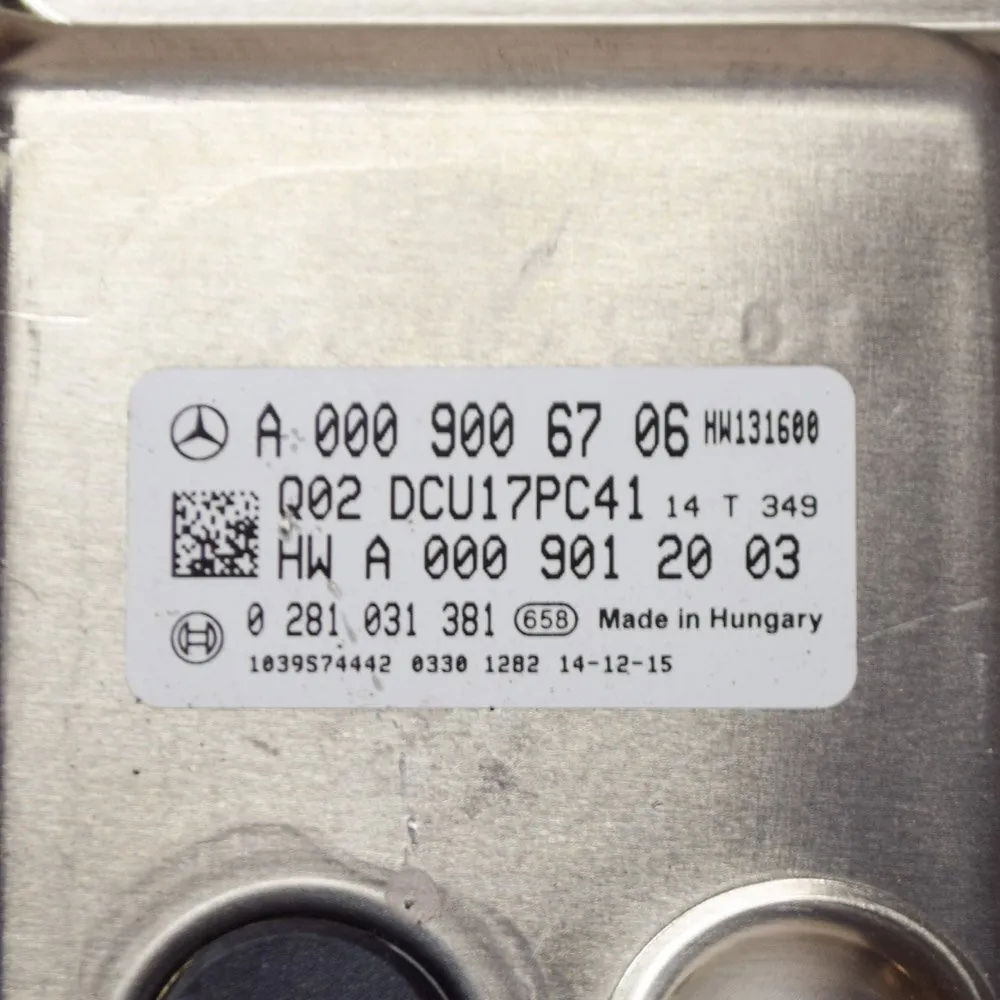 A 000 900 67 06 HW131600
Q02 DCU17PC41 14 T 349
HW A 000 901 20 03
0 281 031 381 658 Made in Hungary
1039S74442 0330 1282 14-12-15